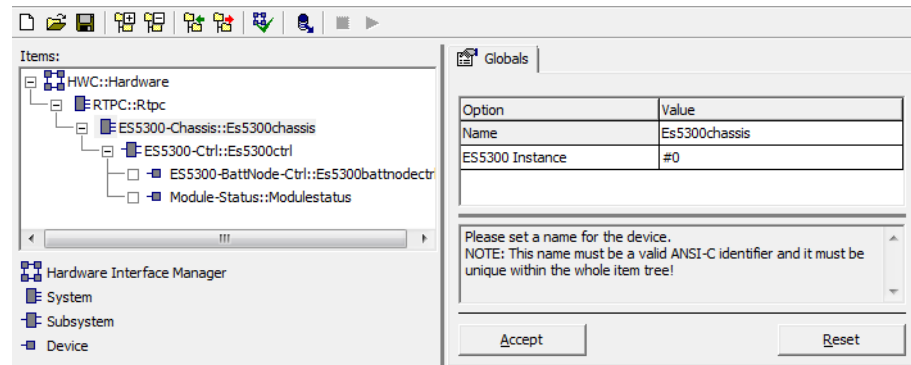 Items:
HWC::Hardware
RTPC::Rtpc
ES5300-Chassis::Es5300chassis
ES5300-Ctrl::Es5300ctrl
ES5300-BattNode-Ctrl::Es5300battnodectr
Module-Status::Modulestatus
Hardware Interface Manager
System
Subsystem
Device
Globals
Option Value
Name Es5300chassis
ES5300 Instance #0
Please set a name for the device.
NOTE: This name must be a valid ANSI-C identifier and it must be
unique within the whole item tree!
Accept Reset